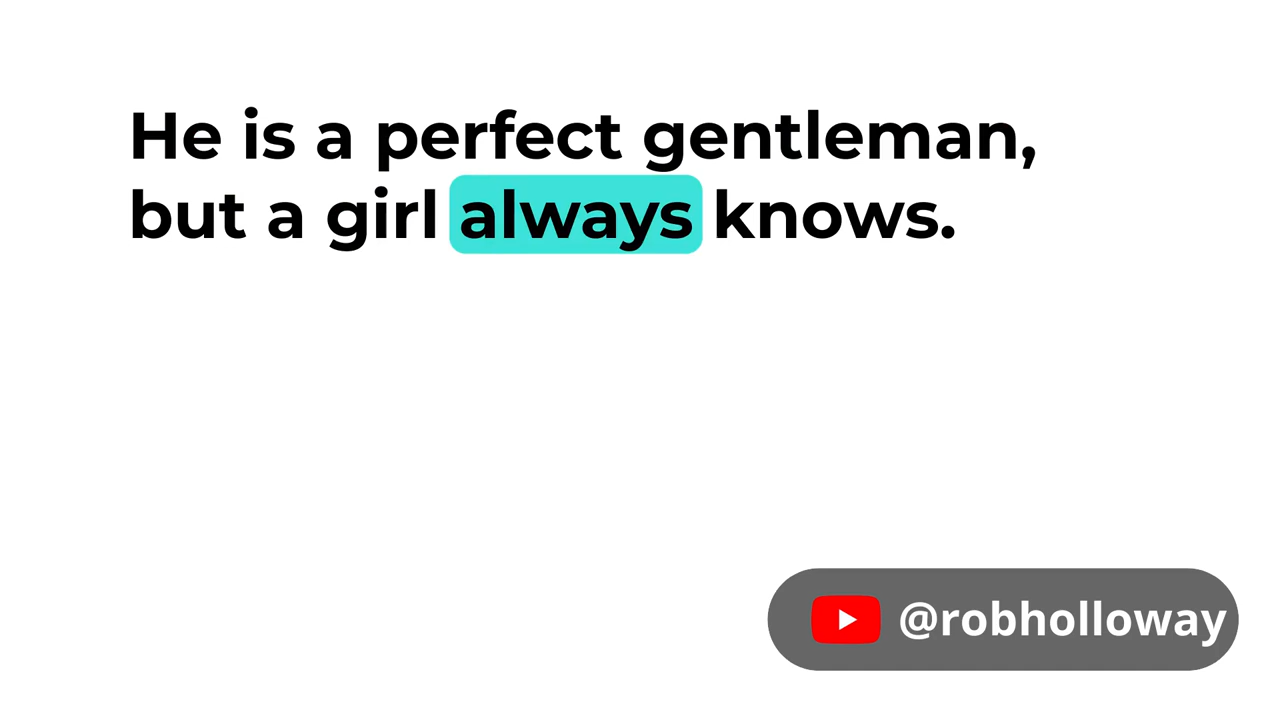 He is a perfect gentleman,
but a girl always knows.
@robholloway